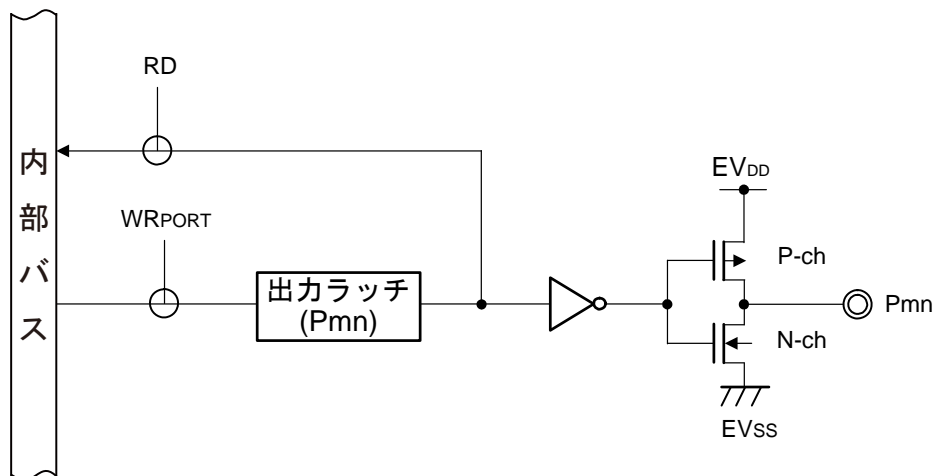 内部バス
RD
WRPORT
出力ラッチ
(Pmn)
EVDD
P-ch
Pmn
N-ch
EVSS